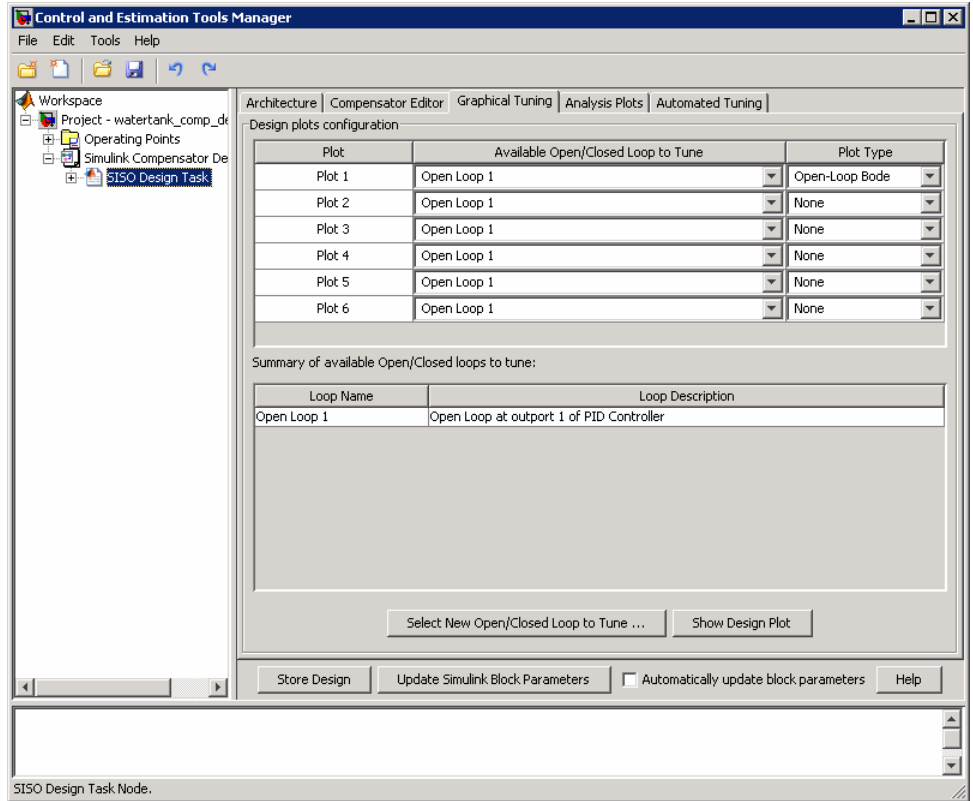 Control and Estimation Tools Manager
File Edit Tools Help
Workspace
Project - watertank_comp_de
Operating Points
Simulink Compensator De
SISO Design Task
Architecture Compensator Editor Graphical Tuning Analysis Plots Automated Tuning
Design plots configuration
Plot Available Open/Closed Loop to Tune Plot Type
Plot 1 Open Loop 1 Open-Loop Bode
Plot 2 Open Loop 1 None
Plot 3 Open Loop 1 None
Plot 4 Open Loop 1 None
Plot 5 Open Loop 1 None
Plot 6 Open Loop 1 None
Summary of available Open/Closed loops to tune:
Loop Name Loop Description
Open Loop 1 Open Loop at outport 1 of PID Controller
Select New Open/Closed Loop to Tune ... Show Design Plot
Store Design Update Simulink Block Parameters Automatically update block parameters Help
SISO Design Task Node.